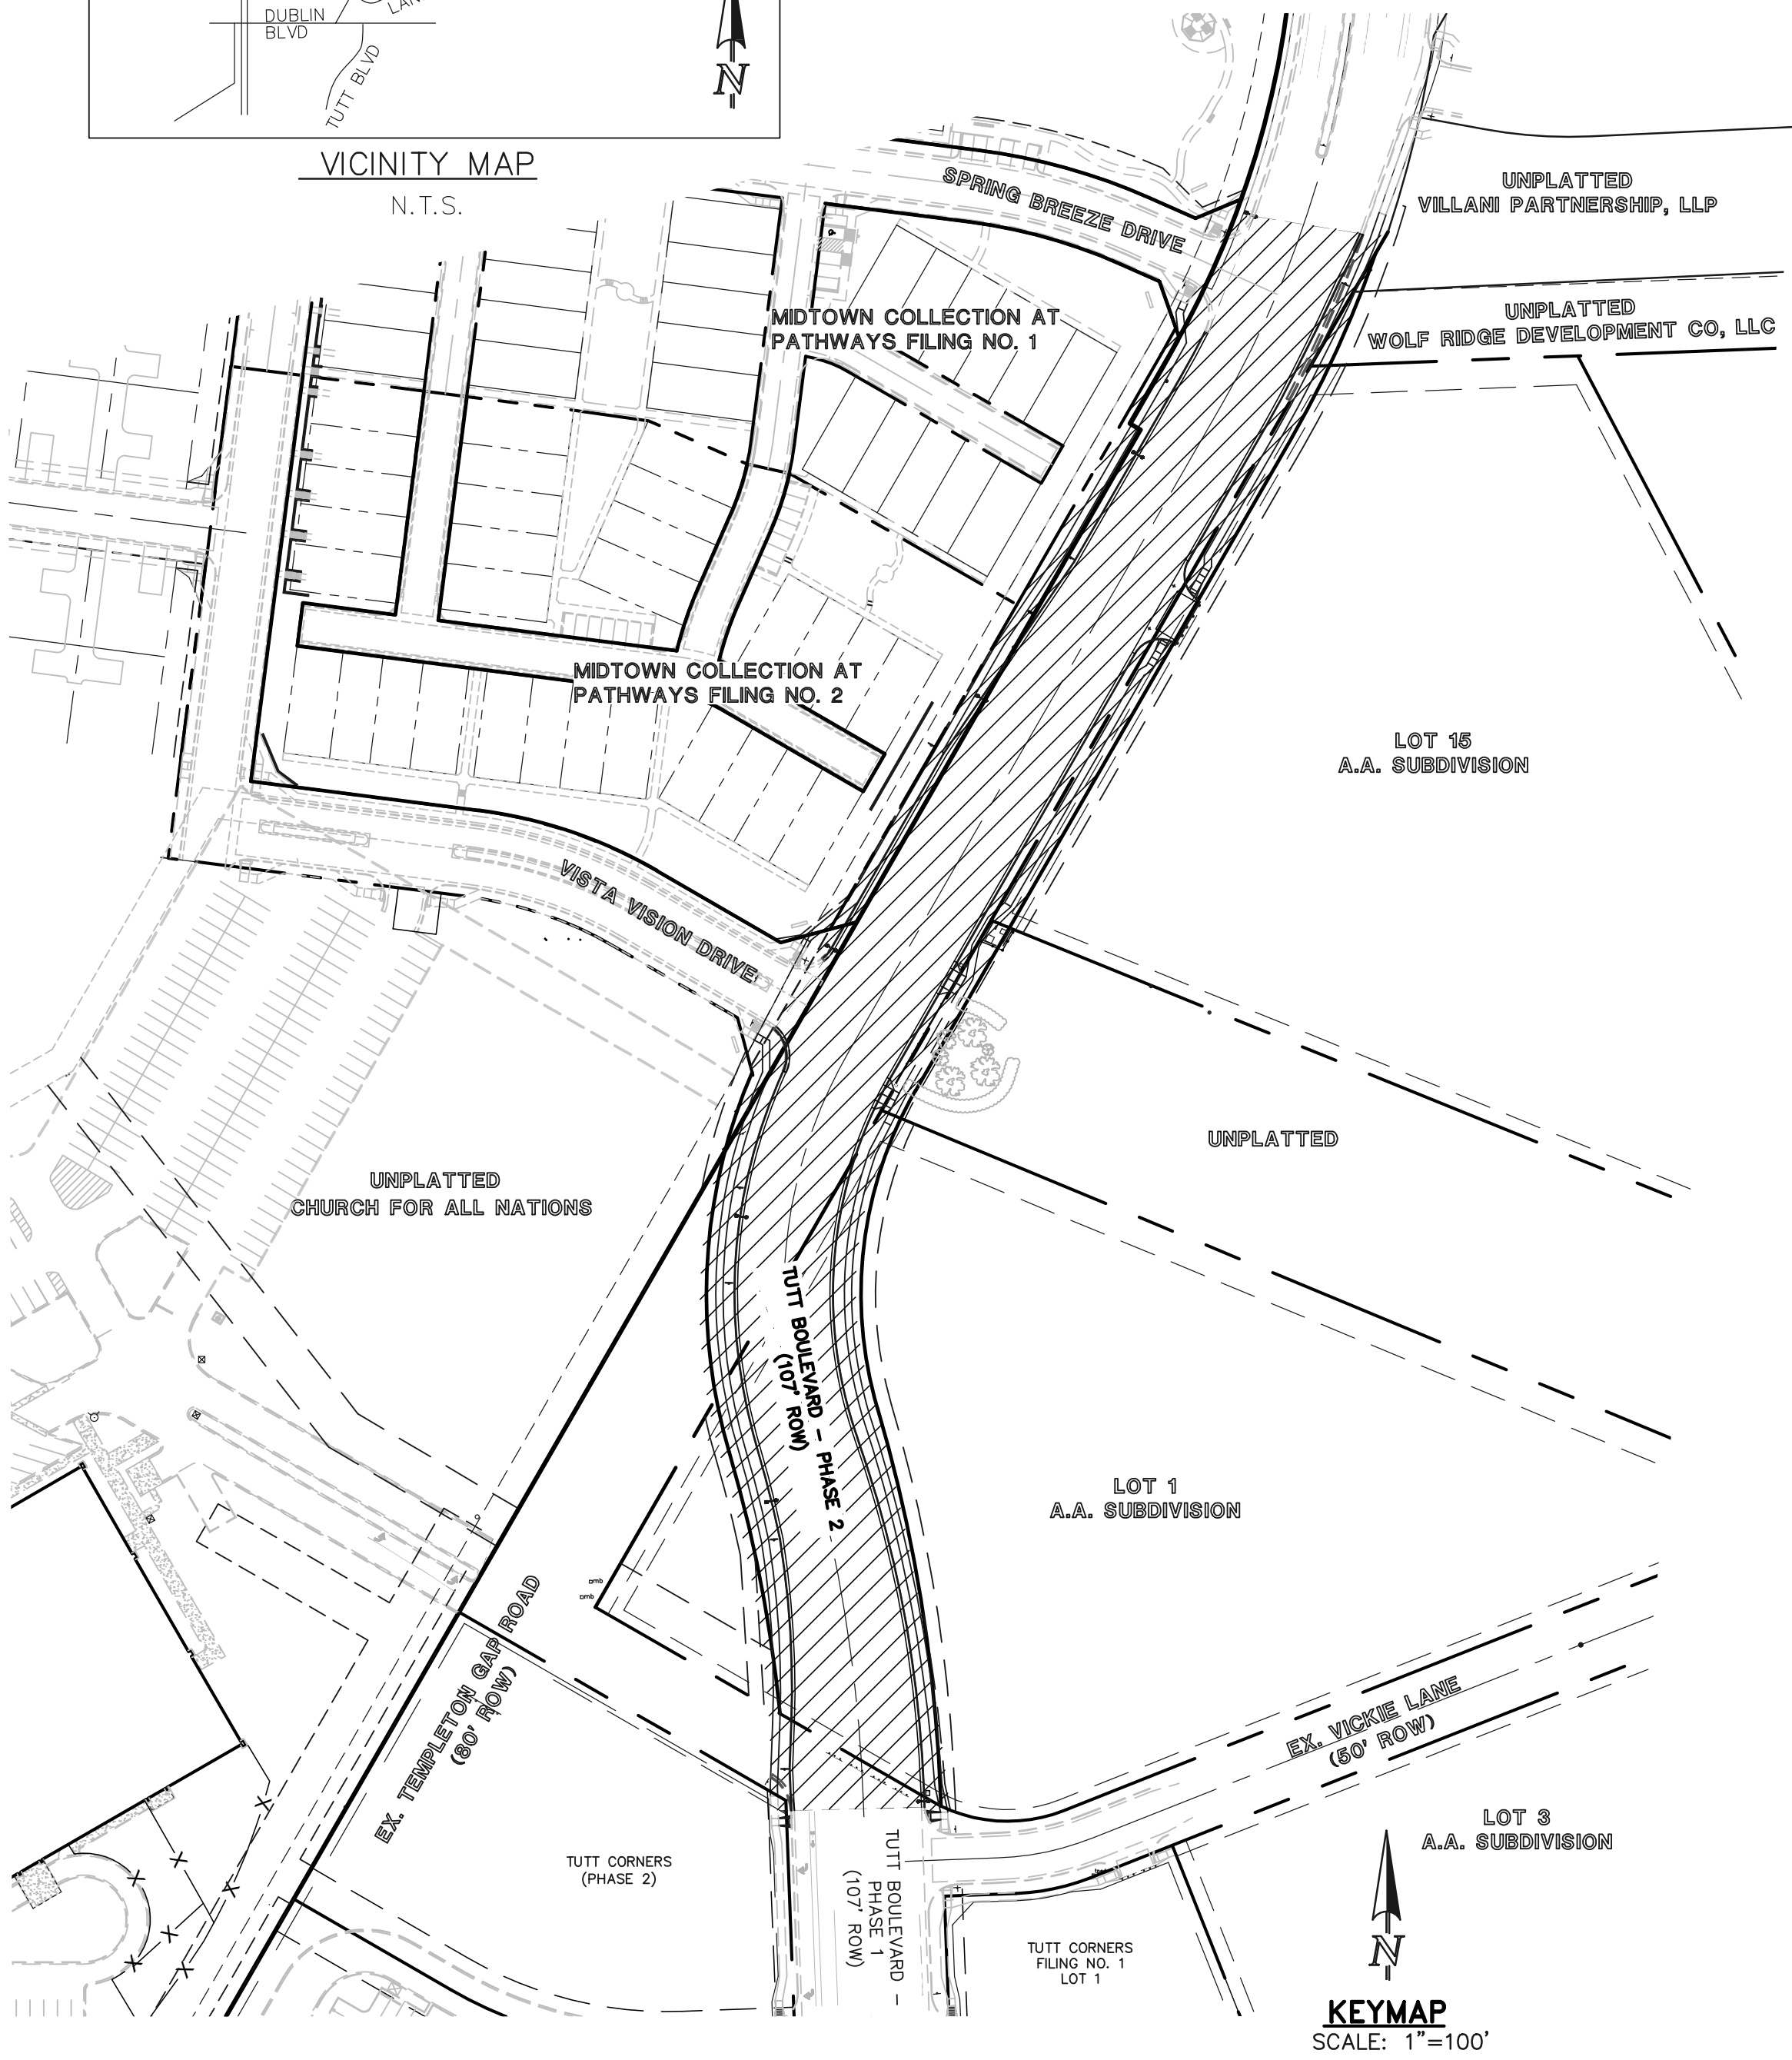 DUBLIN
BLVD
TUTT BLVD
N
VICINITY MAP
N.T.S.
SPRING BREEZE DRIVE
UNPLATTED
VILLANI PARTNERSHIP, LLP
UNPLATTED
WOLF RIDGE DEVELOPMENT CO, LLC
MIDTOWN COLLECTION AT
PATHWAYS FILING NO. 1
MIDTOWN COLLECTION AT
PATHWAYS FILING NO. 2
LOT 15
A.A. SUBDIVISION
VISTA VISION DRIVE
UNPLATTED
UNPLATTED
CHURCH FOR ALL NATIONS
TUTT BOULEVARD - PHASE 2
(107' ROW)
LOT 1
A.A. SUBDIVISION
EX. TEMPLETON GAP ROAD
(80' ROW)
EX. VICKIE LANE
(50' ROW)
LOT 3
A.A. SUBDIVISION
TUTT CORNERS
(PHASE 2)
TUTT BOULEVARD -
PHASE 1
(107' ROW)
TUTT CORNERS
FILING NO. 1
LOT 1
N
KEYMAP
SCALE: 1"=100'